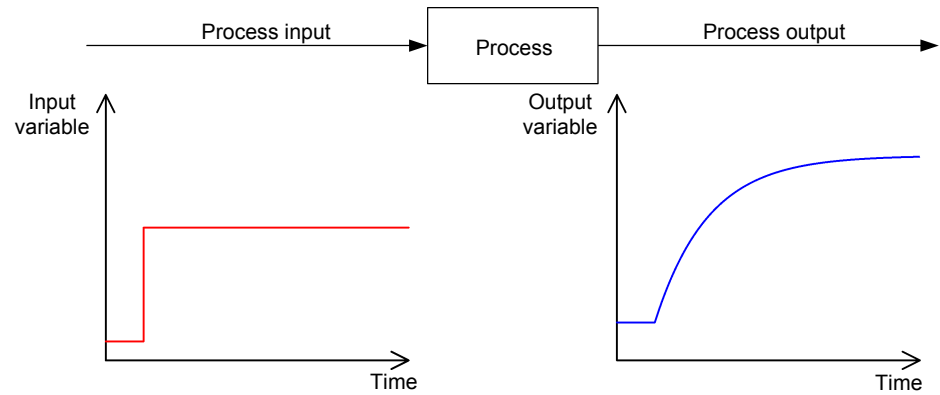 Process input
Process
Process output
Input
variable
Time
Output
variable
Time